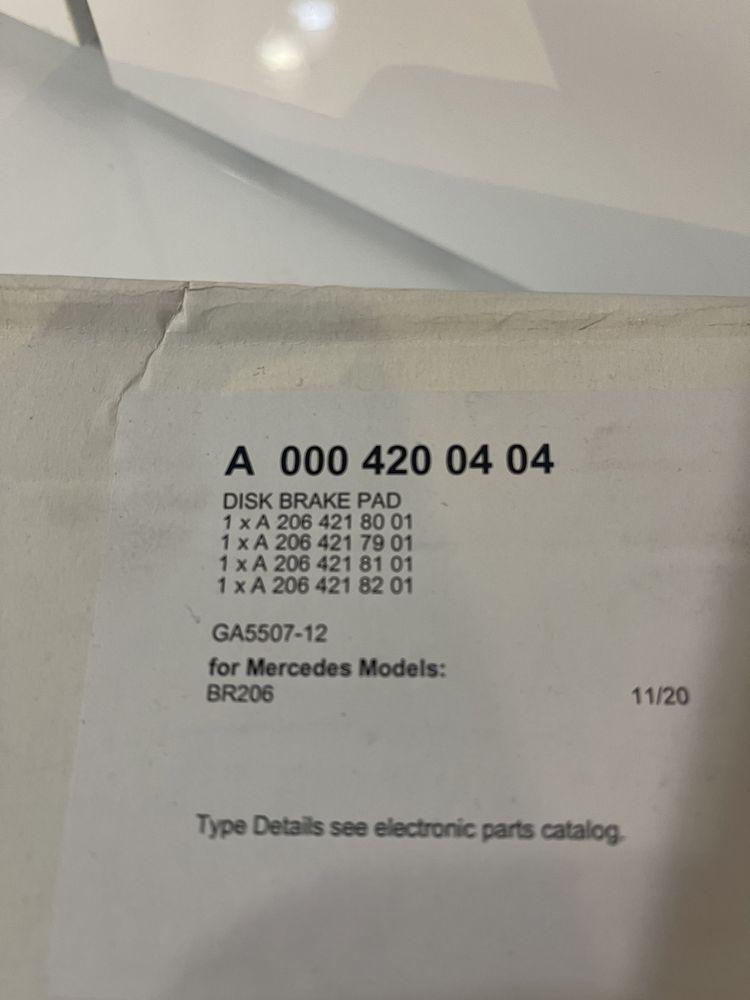 A 000 420 04 04
DISK BRAKE PAD
1 x A 206 421 80 01
1 x A 206 421 79 01
1 x A 206 421 81 01
1 x A 206 421 82 01
GA5507-12
for Mercedes Models:
BR206 11/20
Type Details see electronic parts catalog.